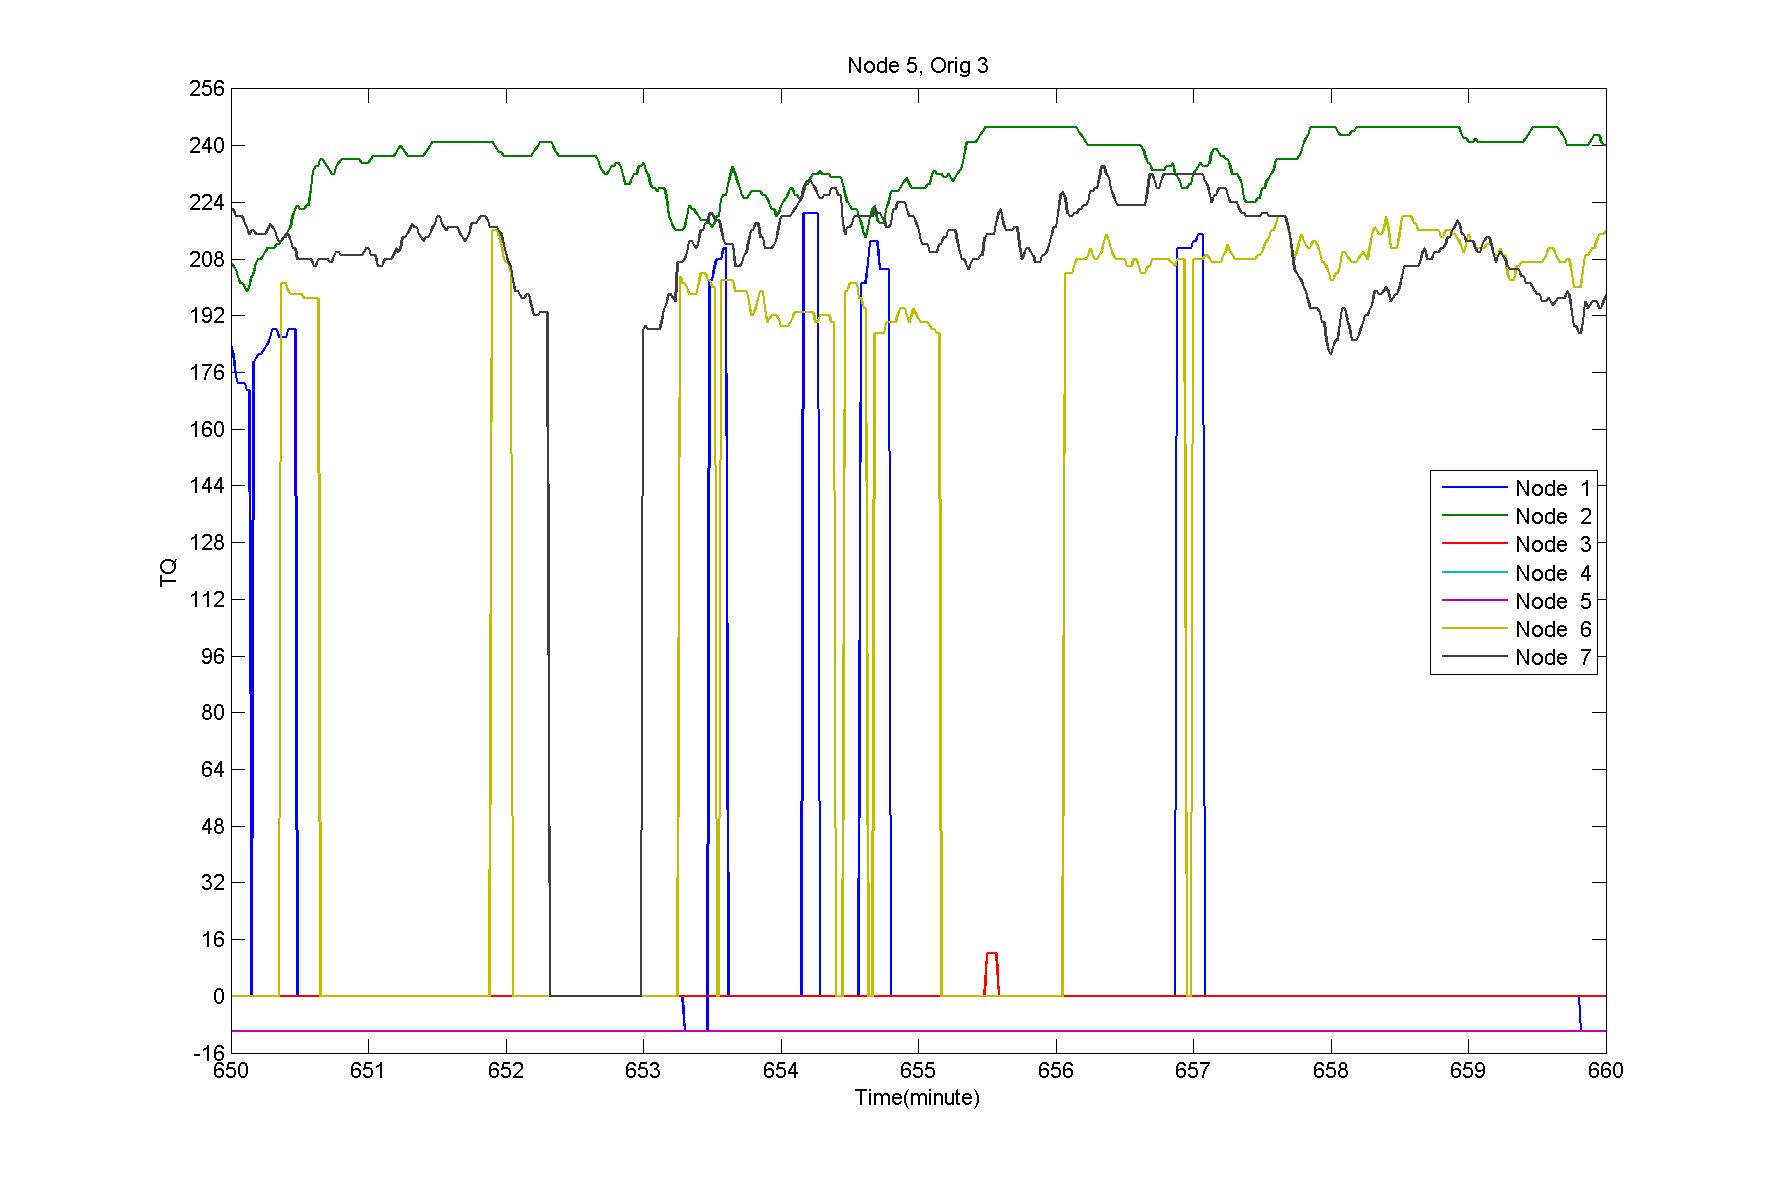 Node 5, Orig 3
256
240
224
208
192
176
160
144
128
112
96
80
64
48
32
16
0
-16
TQ
Node 1
Node 2
Node 3
Node 4
Node 5
Node 6
Node 7
650 651 652 653 654 655 656 657 658 659 660
Time(minute)